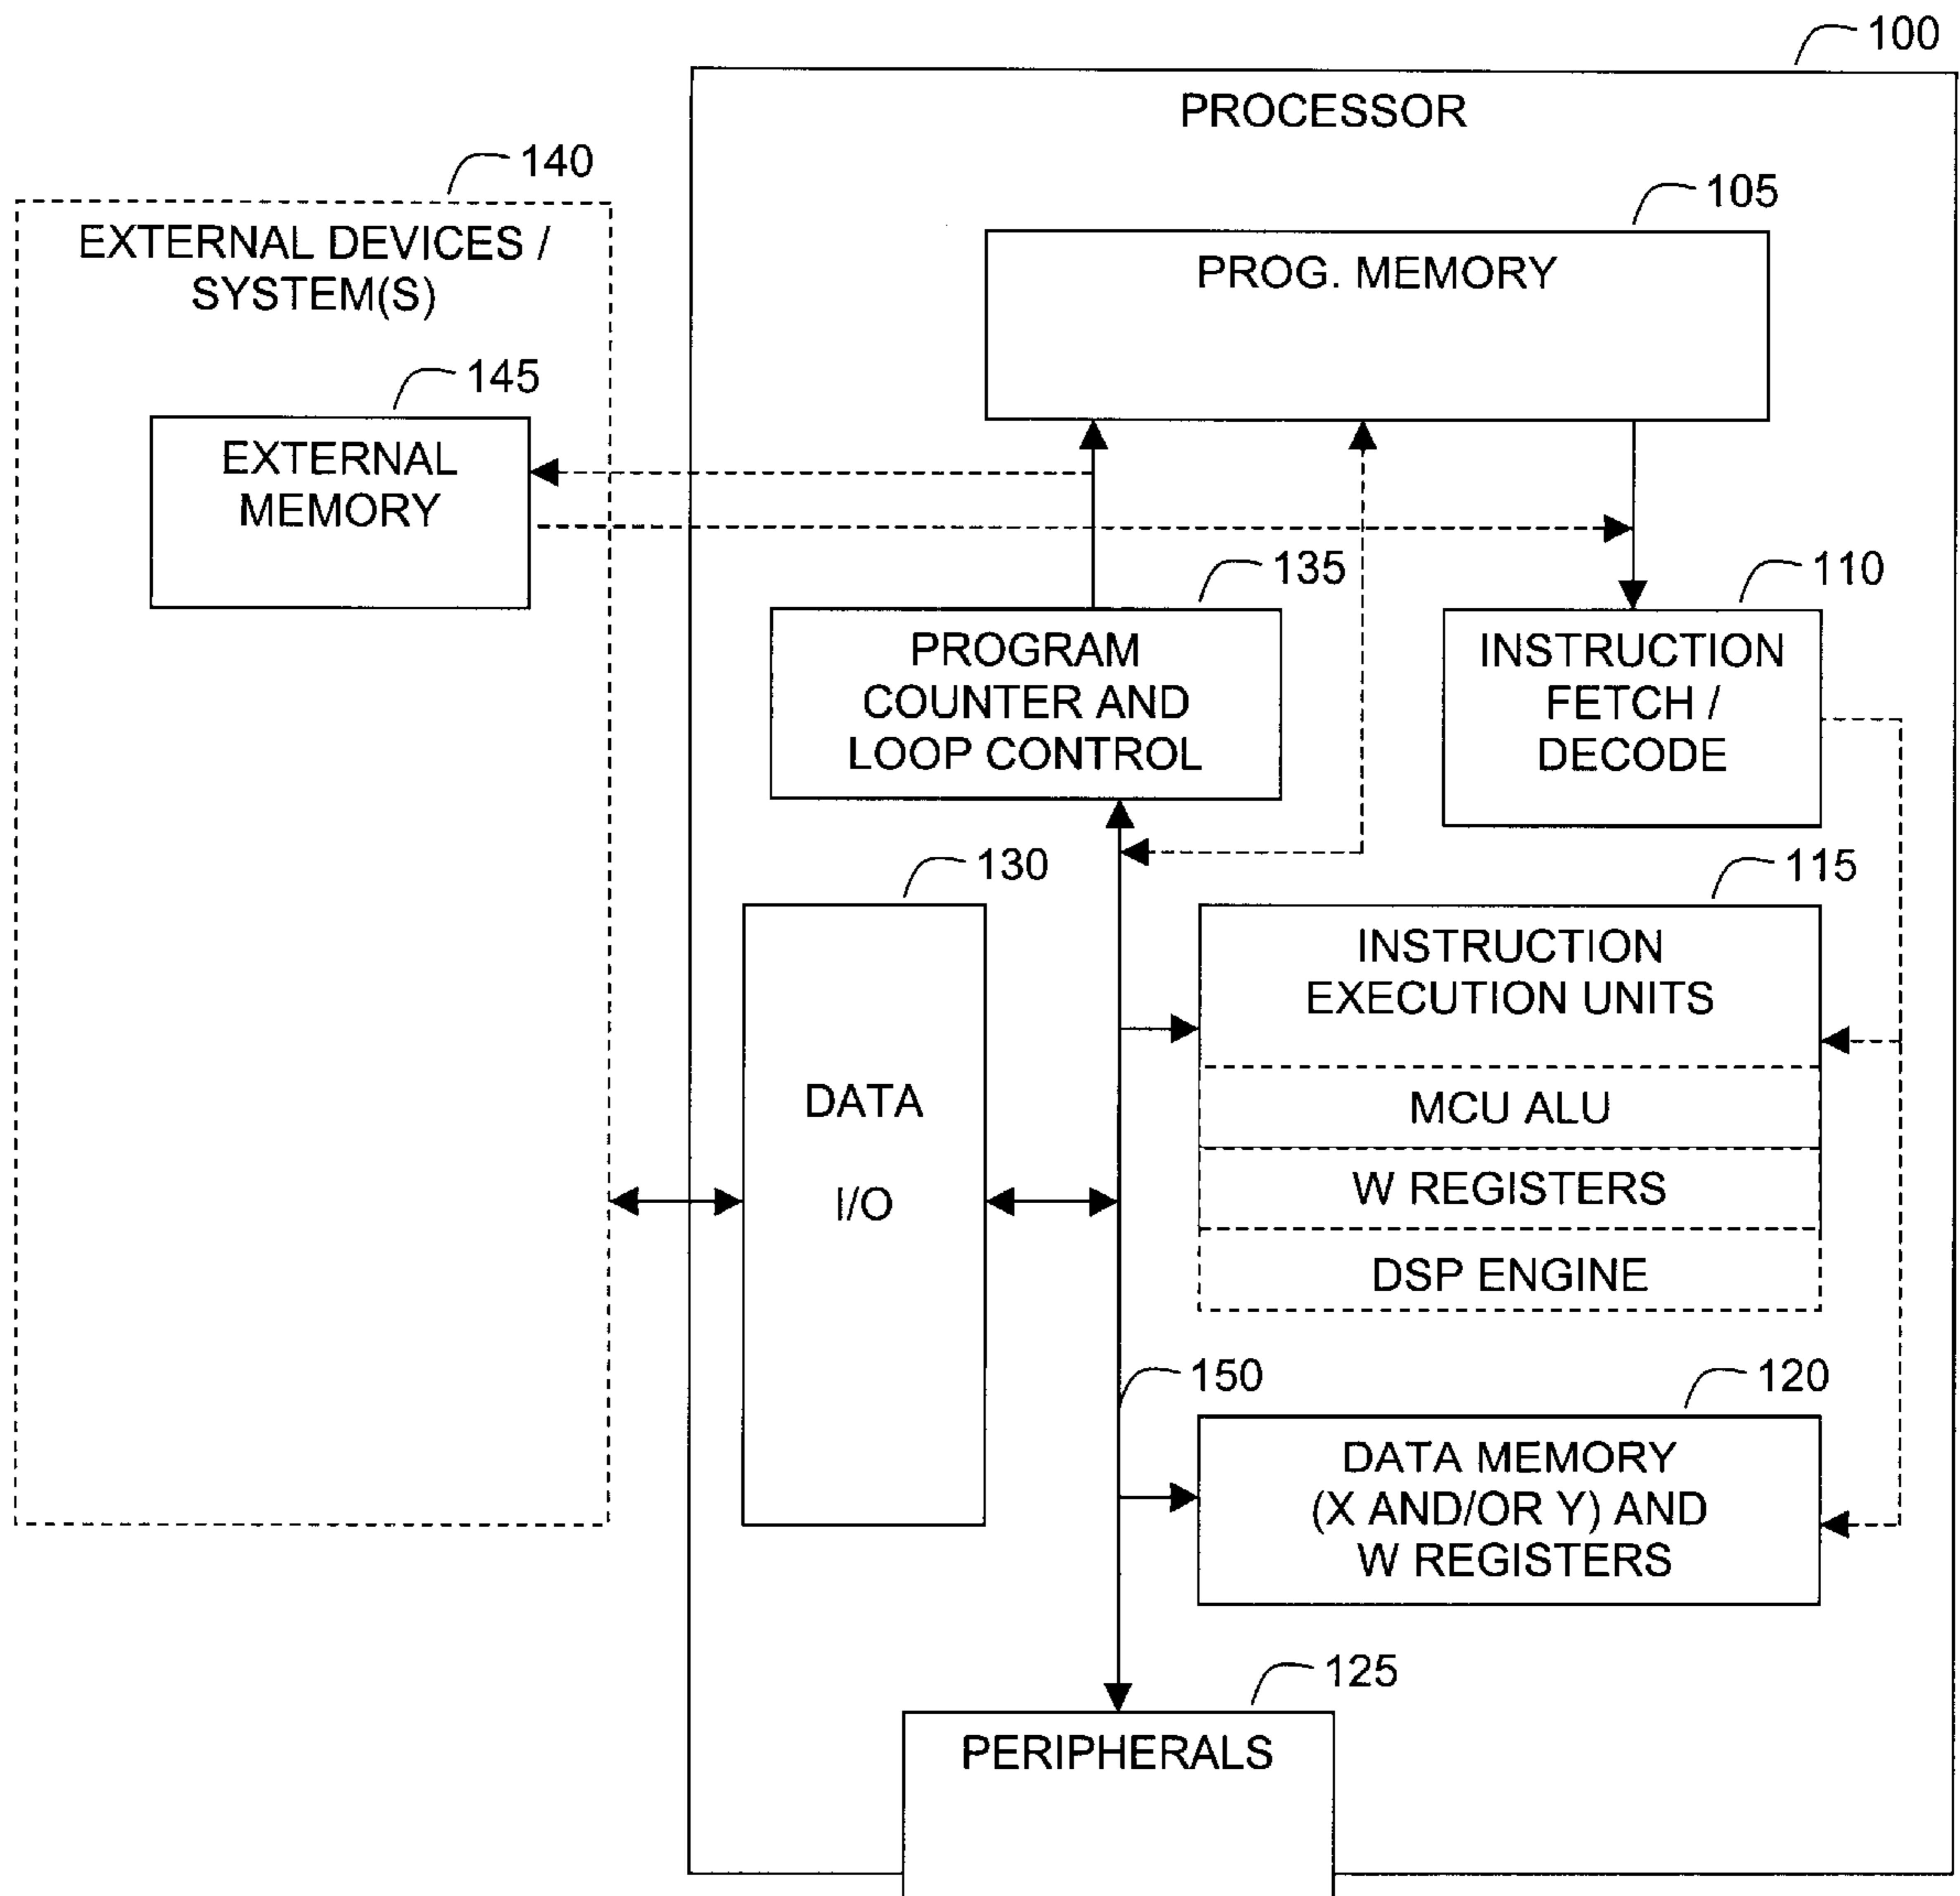 100
PROCESSOR
140
EXTERNAL DEVICES /
SYSTEM(S)
105
PROG. MEMORY
145
EXTERNAL
MEMORY
135
PROGRAM
COUNTER AND
LOOP CONTROL
110
INSTRUCTION
FETCH /
DECODE
130
DATA
I/O
115
INSTRUCTION
EXECUTION UNITS
MCU ALU
W REGISTERS
DSP ENGINE
150
120
DATA MEMORY
(X AND/OR Y) AND
W REGISTERS
125
PERIPHERALS